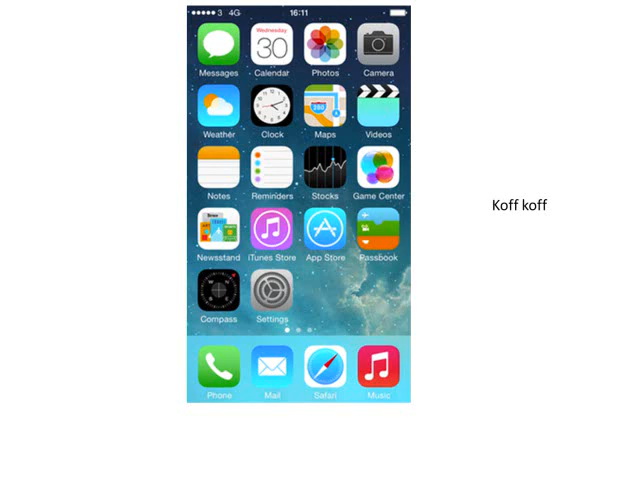 3 4G 16:11
Wednesday
30
Messages Calendar Photos Camera
280
Weather Clock Maps Videos
Notes Reminders Stocks Game Center
Newsstand iTunes Store App Store Passbook
Compass Settings
Phone Mail Safari Music
Koff koff